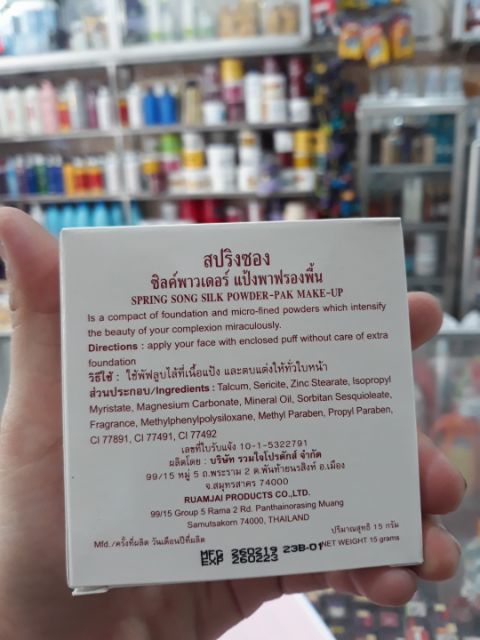 สปริงซอง
ซิลค์พาวเดอร์ แป้งพาฟรองพื้น
SPRING SONG SILK POWDER-PAK MAKE-UP
Is a compact of foundation and micro-fined powders which intensify
the beauty of your complexion miraculously.
Directions : apply your face with enclosed puff without care of extra
foundation
วิธีใช้ : ใช้พัฟลูบไล้ที่เนื้อแป้ง และตบแต่งให้ทั่วใบหน้า
ส่วนประกอบ/Ingredients : Talcum, Sericite, Zinc Stearate, Isopropyl
Myristate, Magnesium Carbonate, Mineral Oil, Sorbitan Sesquioleate,
Fragrance, Methylphenylpolysiloxane, Methyl Paraben, Propyl Paraben,
CI 77891, CI 77491, CI 77492
เลขที่ใบรับแจ้ง 10-1-5322791
ผลิตโดย : บริษัท รวมใจโปรดักส์ จำกัด
99/15 หมู่ 5 ถ.พระราม 2 ต.พันท้ายนรสิงห์ อ.เมือง
จ.สมุทรสาคร 74000
RUAMJAI PRODUCTS CO.,LTD.
99/15 Group 5 Rama 2 Rd. Panthainorasing Muang
Samutsakorn 74000, THAILAND
Mfd./ครั้งที่ผลิต วันเดือนปีที่ผลิต
ปริมาณสุทธิ 15 กรัม
NET WEIGHT 15 grams
MFG 260219 23B-01
EXP 260223